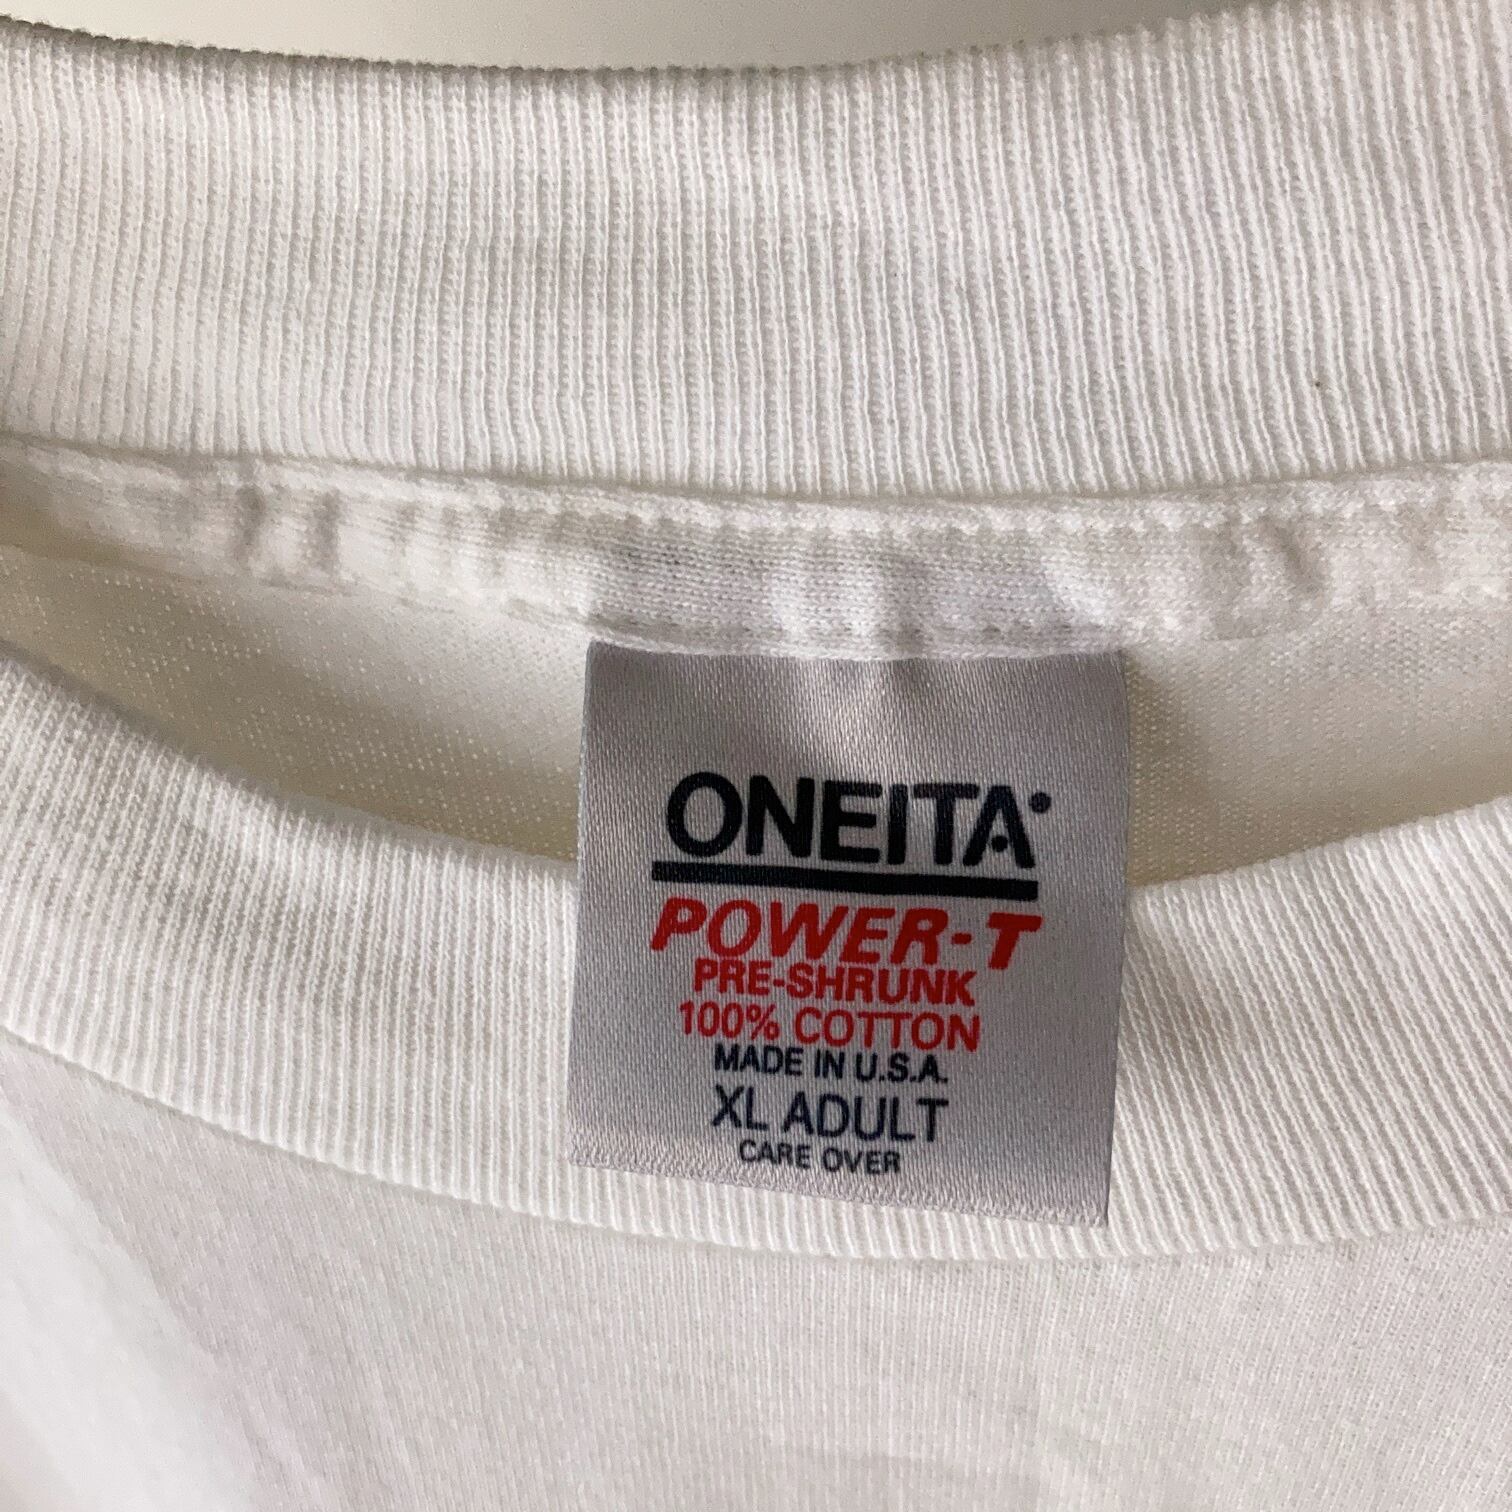 ONEITA
POWER-T
PRE-SHRUNK
100% COTTON
MADE IN U.S.A.
XL ADULT
CARE OVER